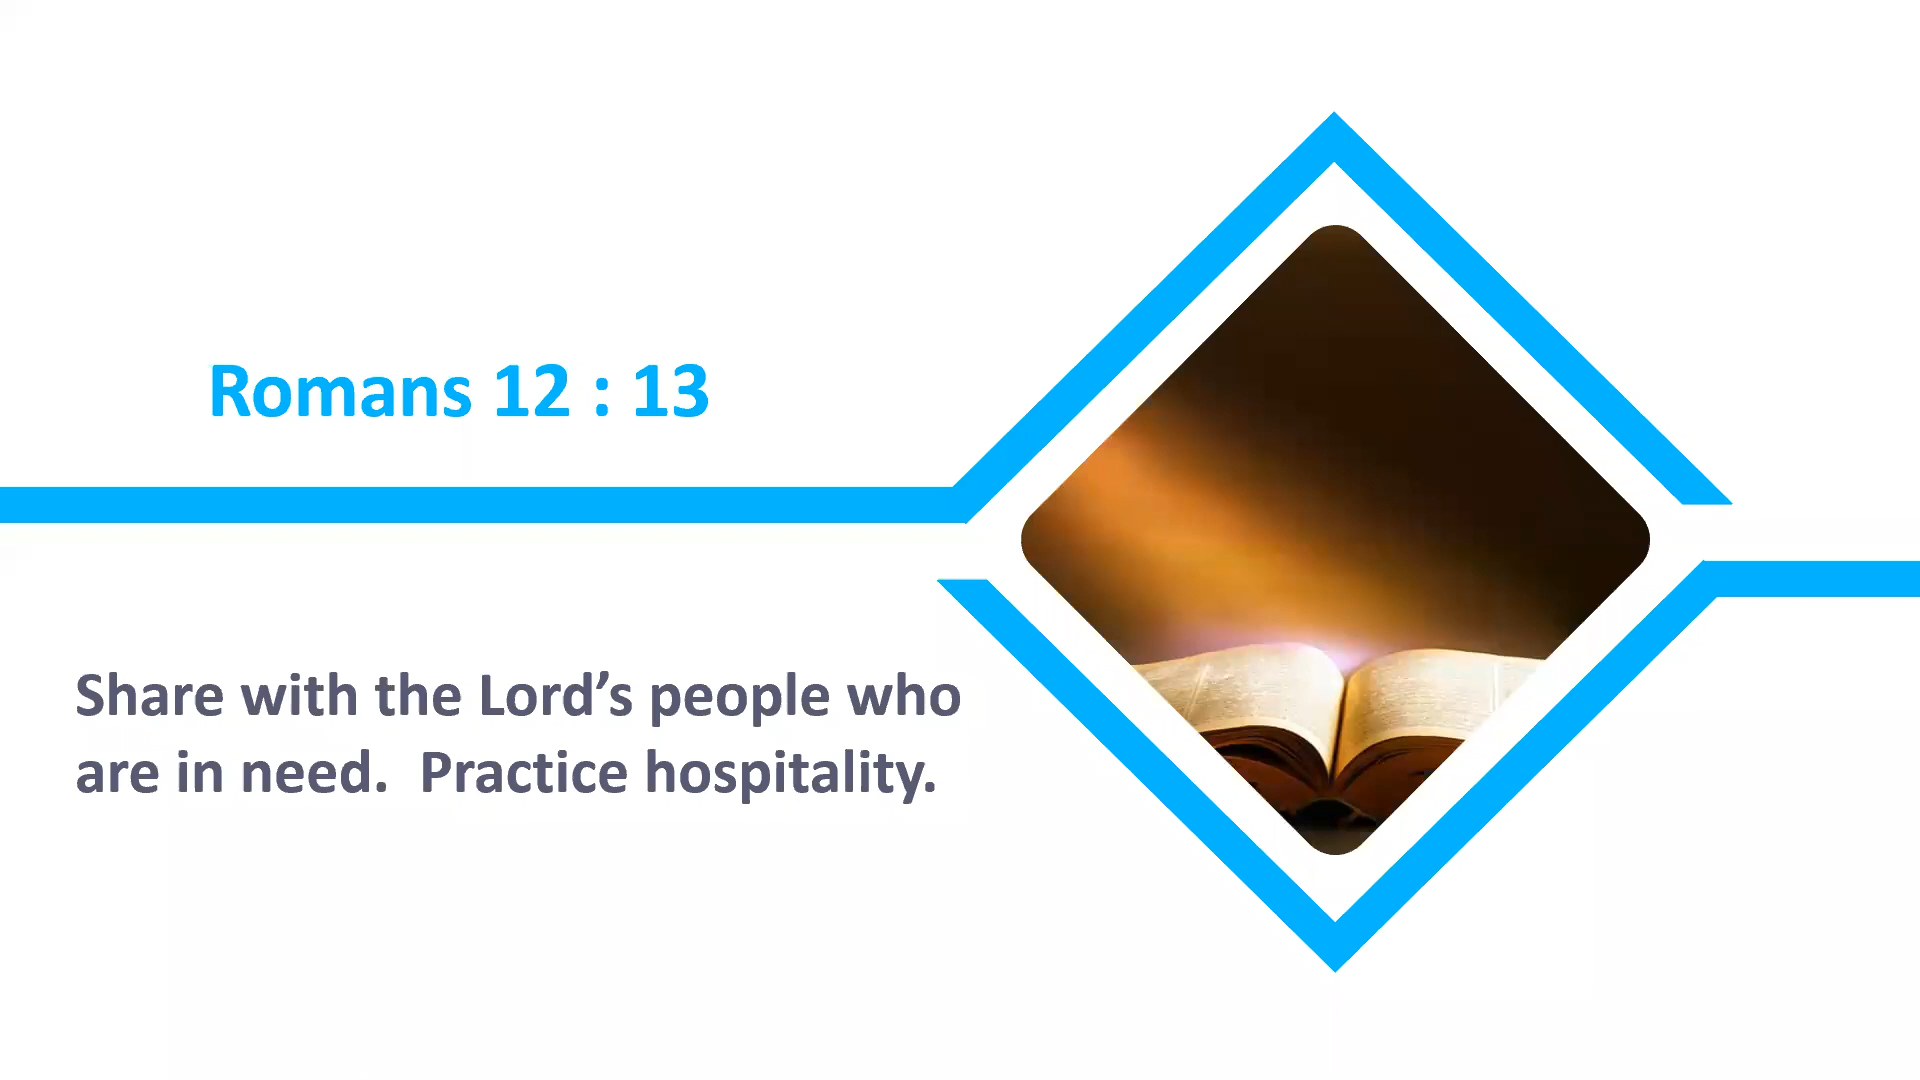 Romans 12 : 13
Share with the Lord’s people who
are in need.  Practice hospitality.